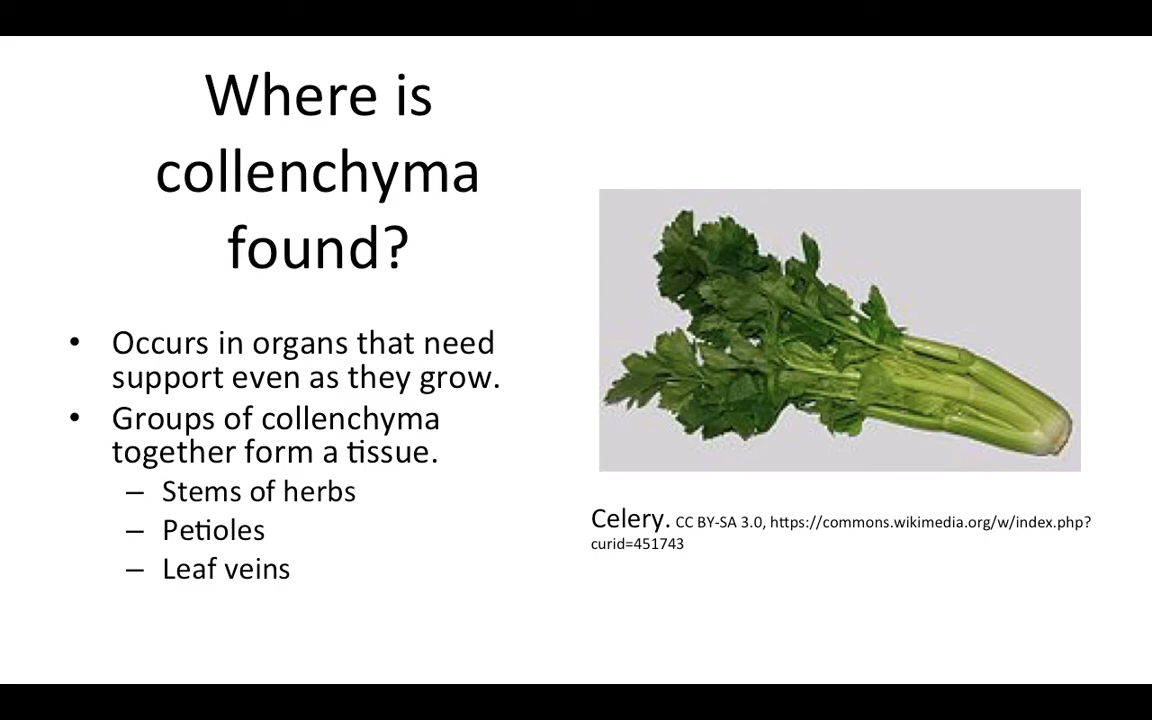 Where is
collenchyma
found?
• Occurs in organs that need
support even as they grow.
• Groups of collenchyma
together form a tissue.
– Stems of herbs
– Petioles
– Leaf veins
Celery. CC BY-SA 3.0, https://commons.wikimedia.org/w/index.php?
curid=451743